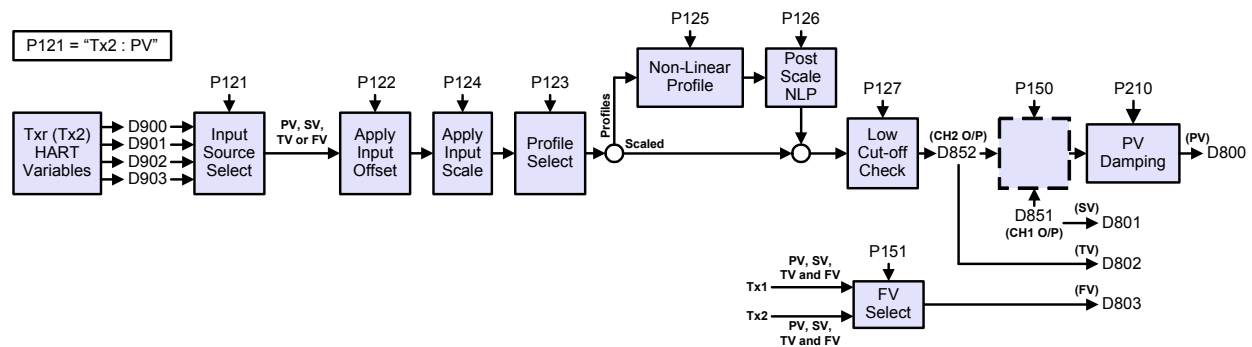 P121 = “Tx2 : PV”
P125
P126
Non-Linear
Profile
Post
Scale
NLP
P121
P122
P124
P123
P127
P150
P210
Txr (Tx2)
HART
Variables
D900
D901
D902
D903
Input
Source
Select
PV, SV,
TV or FV
Apply
Input
Offset
Apply
Input
Scale
Profile
Select
Profiles
Scaled
Low
Cut-off
Check
(CH2 O/P)
D852
PV
Damping
(PV)
D800
D851
(CH1 O/P)
(SV)
D801
(TV)
D802
P151
PV, SV,
TV and FV
Tx1
Tx2
PV, SV,
TV and FV
FV
Select
(FV)
D803